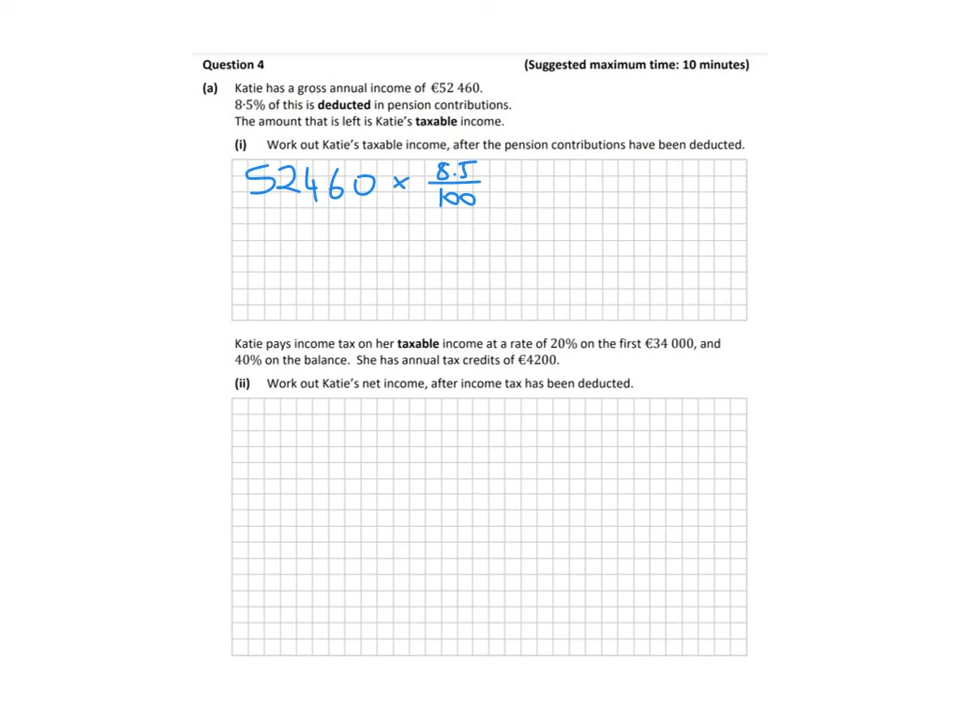 Question 4 (Suggested maximum time: 10 minutes)
(a) Katie has a gross annual income of €52 460.
8·5% of this is deducted in pension contributions.
The amount that is left is Katie's taxable income.
(i) Work out Katie's taxable income, after the pension contributions have been deducted.
52460 × 8.5/100
Katie pays income tax on her taxable income at a rate of 20% on the first €34 000, and
40% on the balance. She has annual tax credits of €4200.
(ii) Work out Katie's net income, after income tax has been deducted.